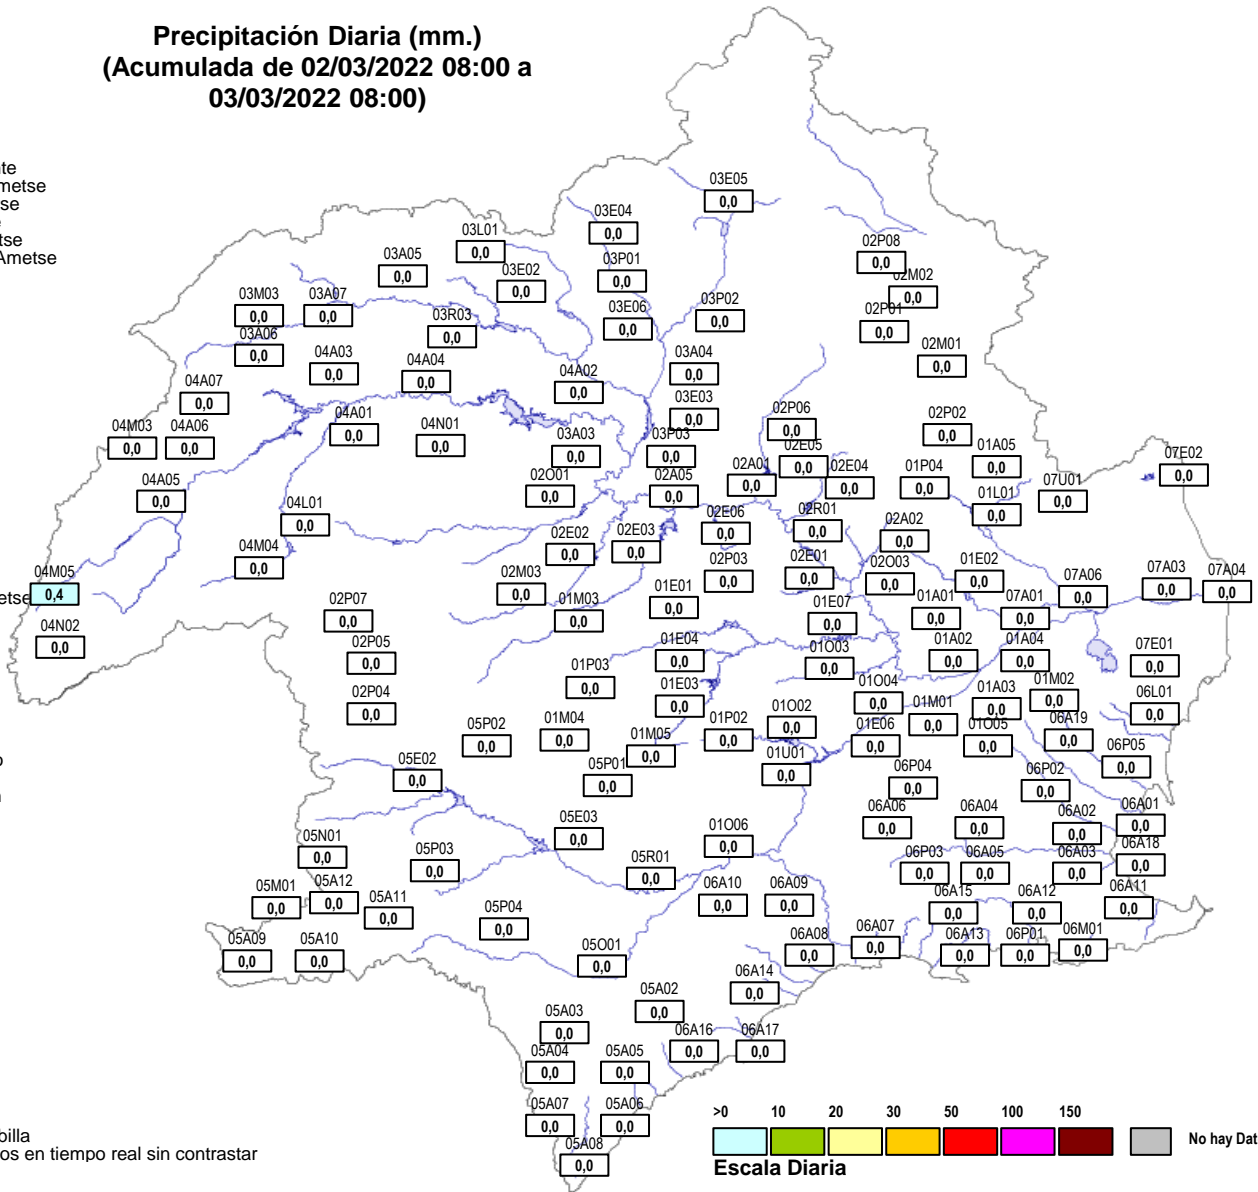 Precipitación Diaria (mm.)
(Acumulada de 02/03/2022 08:00 a
03/03/2022 08:00)
te
metse
se
tse
Ametse
03E05
0,0
03E04
0,0
03L01
0,0
02P08
0,0
03A05
0,0
03P01
0,0
03E02
0,0
02M02
0,0
03M03
0,0
03A07
0,0
03P02
0,0
03E06
0,0
02P01
0,0
03R03
0,0
03A06
0,0
02M01
0,0
04A03
0,0
04A04
0,0
03A04
0,0
04A02
0,0
04A07
0,0
03E03
0,0
02P06
0,0
04A01
0,0
02P02
0,0
04M03
0,0
04A06
0,0
04N01
0,0
03A03
0,0
03P03
0,0
02E05
0,0
01A05
0,0
07E02
0,0
02A01
0,0
02E04
0,0
01P04
0,0
04A05
0,0
02O01
0,0
02A05
0,0
07U01
0,0
01L01
0,0
04L01
0,0
02E06
0,0
02R01
0,0
02A02
0,0
02E02
0,0
02E03
0,0
04M04
0,0
04M05
0,4
02M03
0,0
02P03
0,0
02E01
0,0
02O03
0,0
01E02
0,0
07A06
0,0
07A03
0,0
07A04
0,0
etse
01E01
0,0
01M03
0,0
02P07
0,0
01E07
0,0
01A01
0,0
07A01
0,0
04N02
0,0
02P05
0,0
01E04
0,0
01O03
0,0
01A02
0,0
01A04
0,0
07E01
0,0
01P03
0,0
01E03
0,0
01O04
0,0
01A03
0,0
01M02
0,0
06L01
0,0
02P04
0,0
01O02
0,0
01M01
0,0
05P02
0,0
01M04
0,0
01P02
0,0
01E06
0,0
01O05
0,0
06A19
0,0
01M05
0,0
06P05
0,0
05E02
0,0
05P01
0,0
01U01
0,0
06P04
0,0
06P02
0,0
06A06
0,0
06A04
0,0
06A02
0,0
06A01
0,0
05E03
0,0
01O06
0,0
05N01
0,0
05P03
0,0
05R01
0,0
06P03
0,0
06A05
0,0
06A03
0,0
06A18
0,0
05M01
0,0
05A12
0,0
05A11
0,0
06A10
0,0
06A09
0,0
06A15
0,0
06A12
0,0
06A11
0,0
05P04
0,0
05A09
0,0
05A10
0,0
05O01
0,0
06A08
0,0
06A07
0,0
06A13
0,0
06P01
0,0
06M01
0,0
06A14
0,0
05A02
0,0
05A03
0,0
06A16
0,0
06A17
0,0
05A04
0,0
05A05
0,0
05A07
0,0
05A06
0,0
05A08
0,0
billa
os en tiempo real sin contrastar
>0 10 20 30 50 100 150
No hay Dat
Escala Diaria